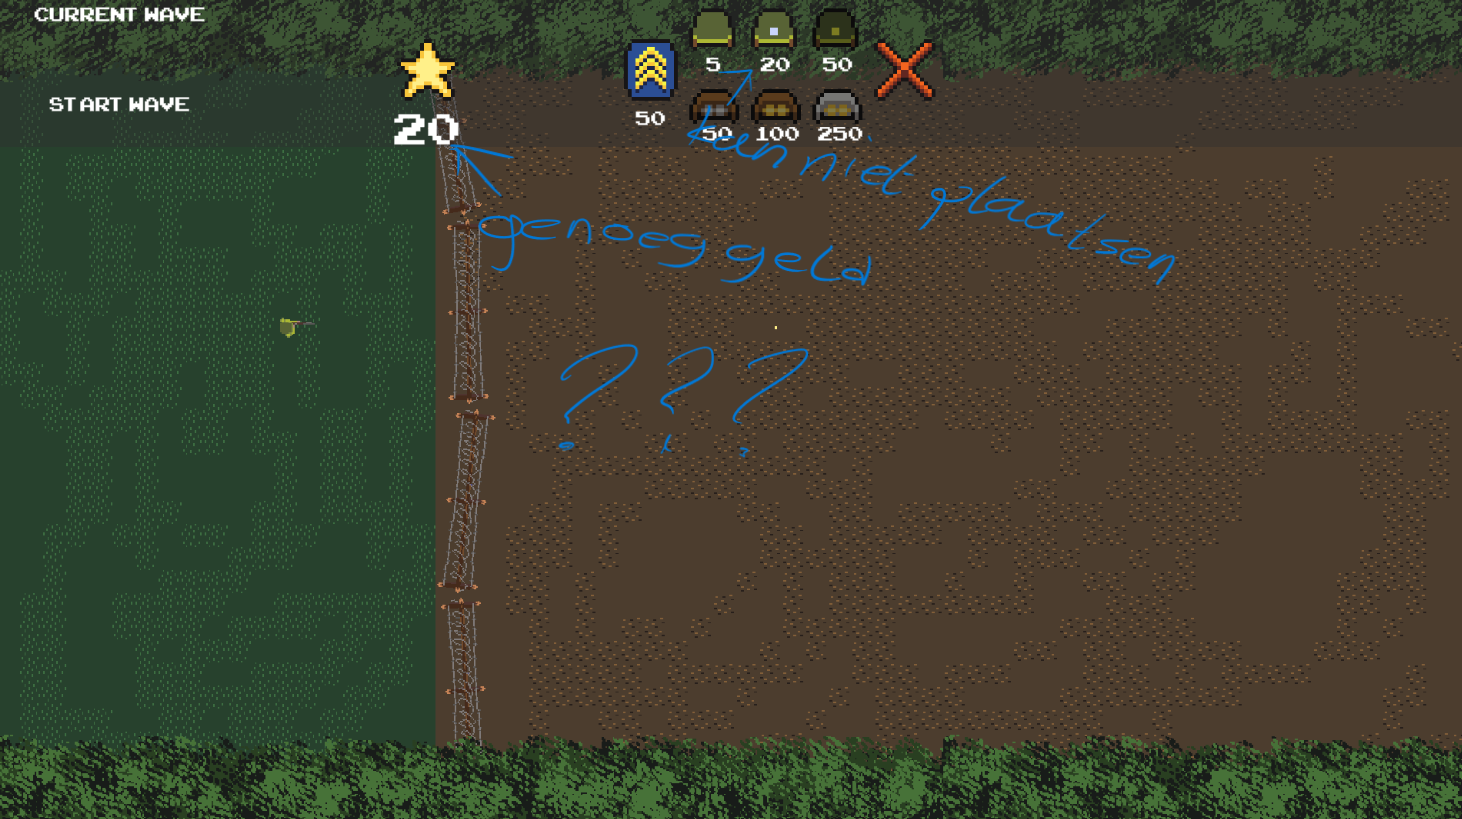 CURRENT WAVE
5 20 50
START WAVE
50
20
50 100 250
kan niet plaatsen
genoeg geld
? ? ?